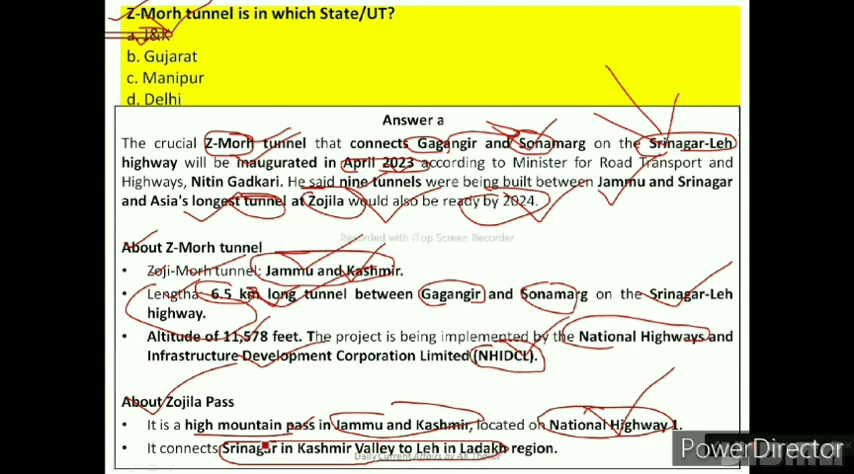 Z-Morh tunnel is in which State/UT?
a. J&K
b. Gujarat
c. Manipur
d. Delhi
Answer a
The crucial Z-Morh tunnel that connects Gagangir and Sonamarg on the Srinagar-Leh
highway will be inaugurated in April 2023 according to Minister for Road Transport and
Highways, Nitin Gadkari. He said nine tunnels were being built between Jammu and Srinagar
and Asia's longest tunnel at Zojila would also be ready by 2024.
Recorded with iTop Screen Recorder
About Z-Morh tunnel
• Zoji-Morh tunnel: Jammu and Kashmir.
• Length: 6.5 km long tunnel between Gagangir and Sonamarg on the Srinagar-Leh
highway.
• Altitude of 11,578 feet. The project is being implemented by the National Highways and
Infrastructure Development Corporation Limited (NHIDCL).
About Zojila Pass
• It is a high mountain pass in Jammu and Kashmir, located on National Highway 1.
• It connects Srinagar in Kashmir Valley to Leh in Ladakh region.
Daily Current Affairs by
PowerDirector